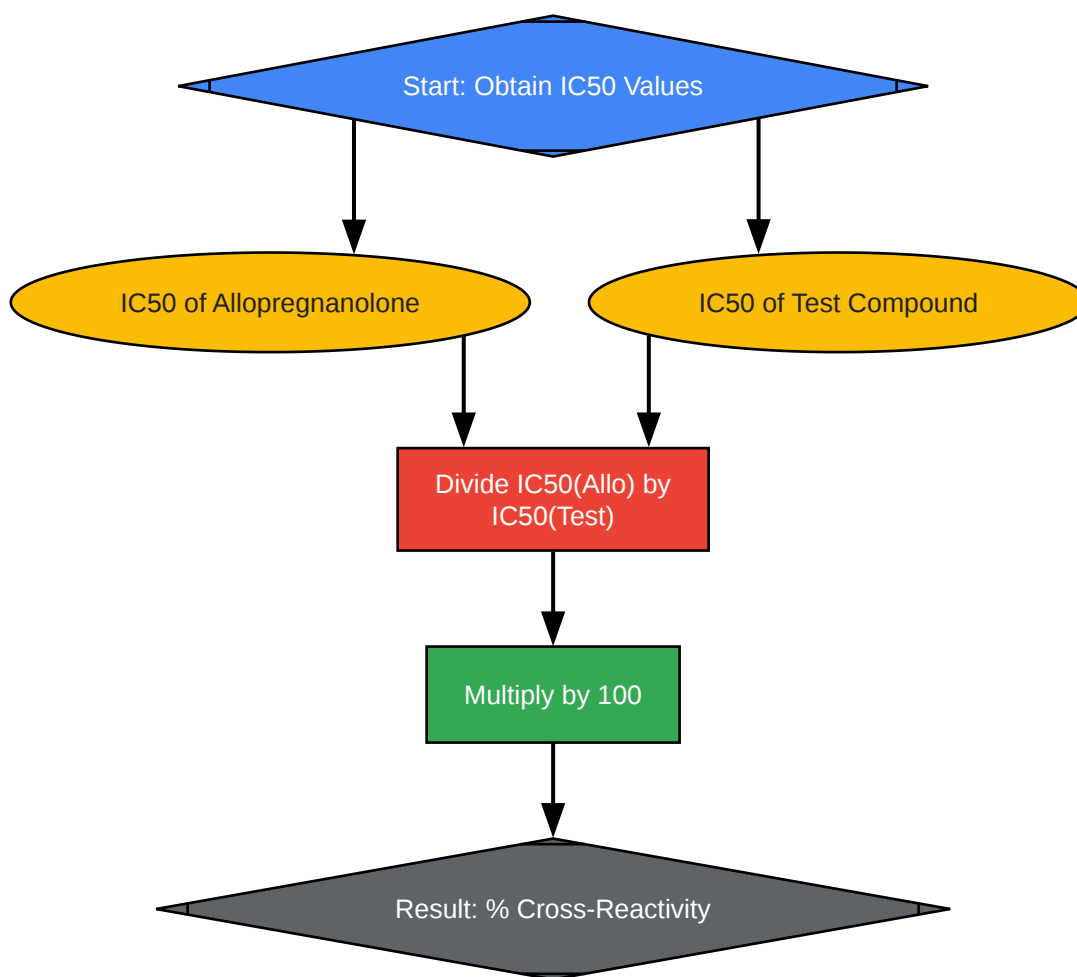 Start: Obtain IC50 Values
IC50 of Allopregnanolone
IC50 of Test Compound
Divide IC50(Allo) by
IC50(Test)
Multiply by 100
Result: % Cross-Reactivity